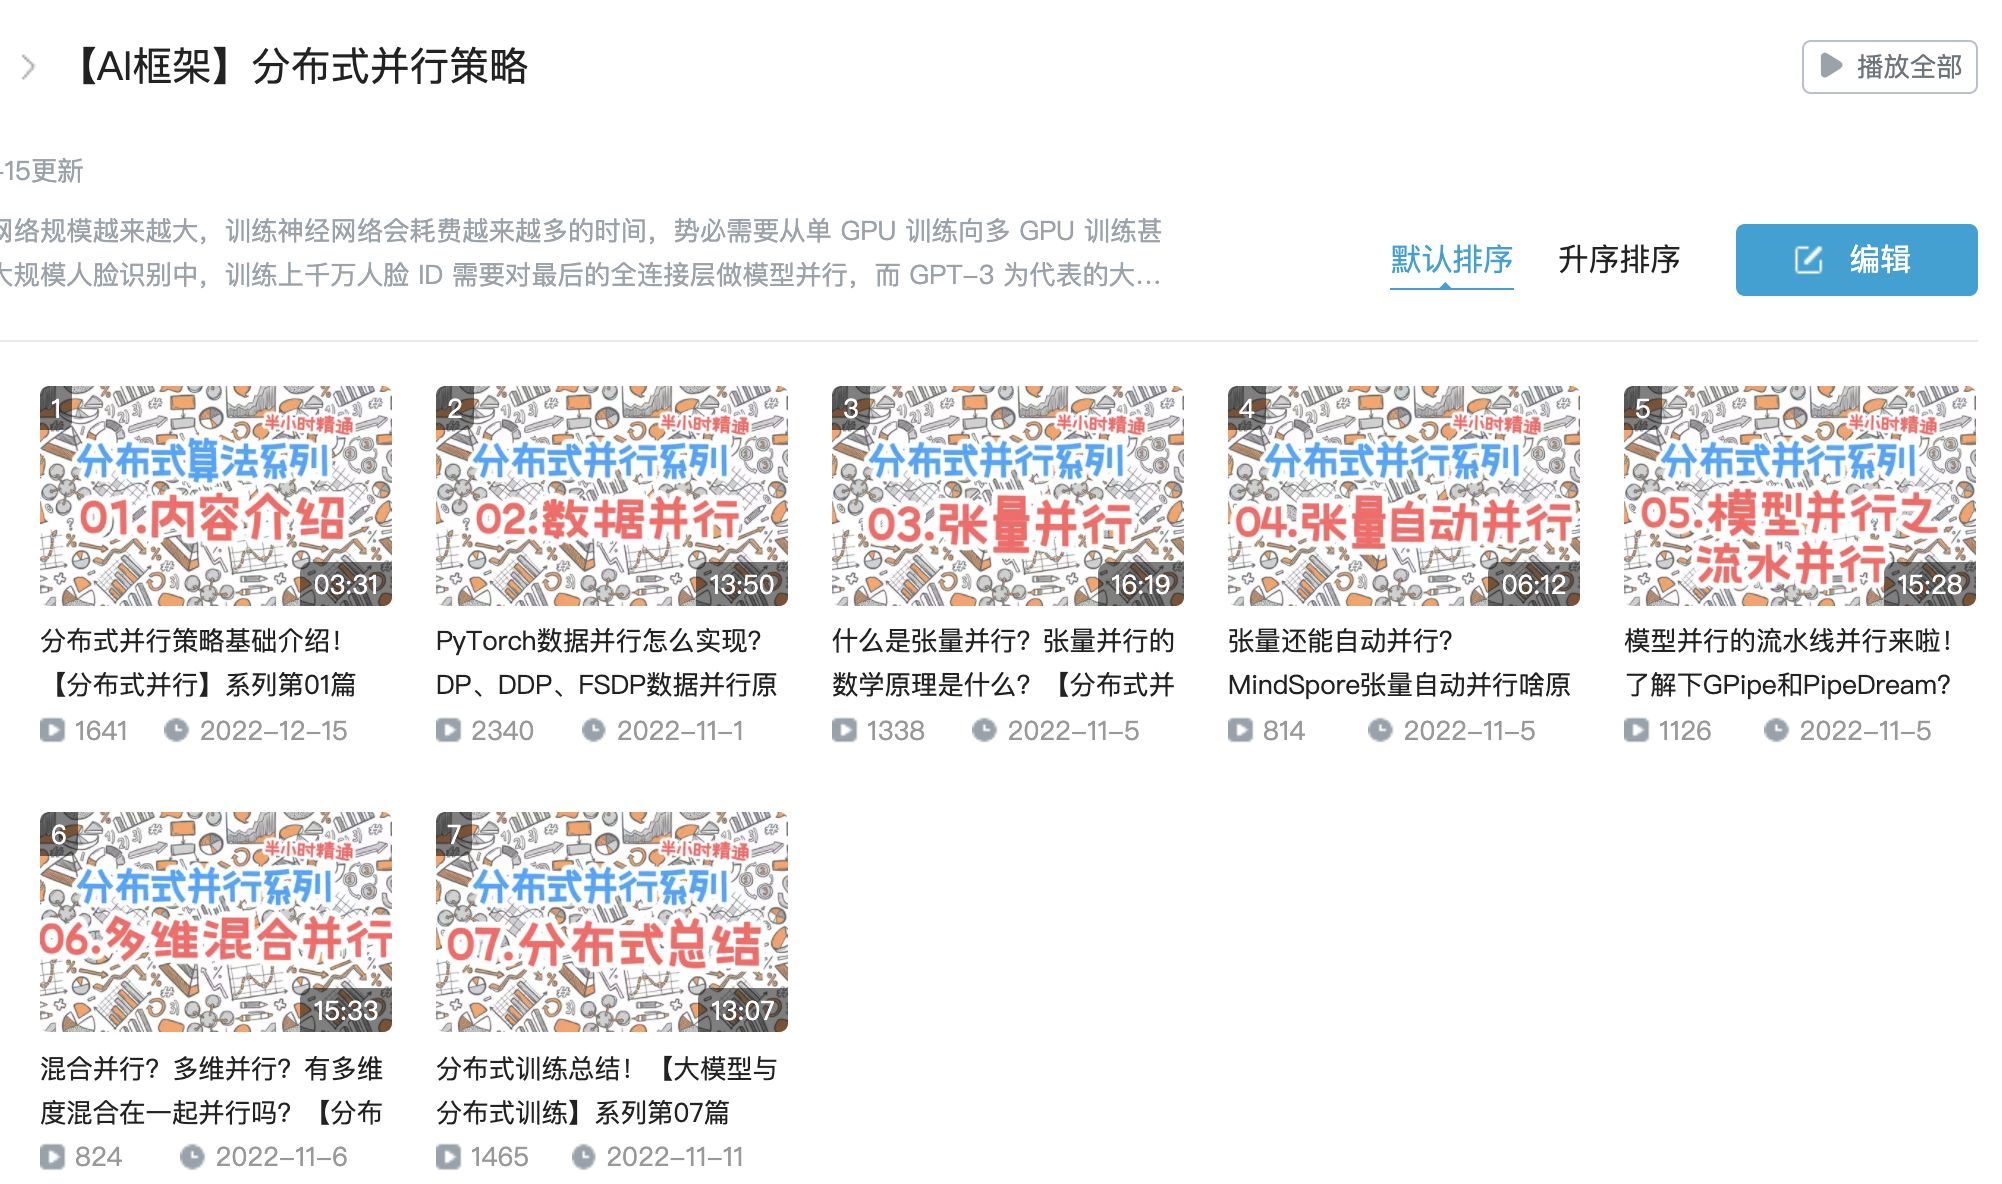 【AI框架】分布式并行策略
播放全部
-15更新
网络规模越来越大，训练神经网络会耗费越来越多的时间，势必需要从单 GPU 训练向多 GPU 训练甚
大规模人脸识别中，训练上千万人脸 ID 需要对最后的全连接层做模型并行，而 GPT-3 为代表的大...
默认排序
升序排序
编辑
1
半小时精通
分布式算法系列
01.内容介绍
03:31
分布式并行策略基础介绍！
【分布式并行】系列第01篇
1641
2022-12-15
2
半小时精通
分布式并行系列
02.数据并行
13:50
PyTorch数据并行怎么实现？
DP、DDP、FSDP数据并行原
2340
2022-11-1
3
半小时精通
分布式并行系列
03.张量并行
16:19
什么是张量并行？张量并行的
数学原理是什么？【分布式并
1338
2022-11-5
4
半小时精通
分布式并行系列
04.张量自动并行
06:12
张量还能自动并行？
MindSpore张量自动并行啥原
814
2022-11-5
5
半小时精通
分布式并行系列
05.模型并行之
流水并行
15:28
模型并行的流水线并行来啦！
了解下GPipe和PipeDream?
1126
2022-11-5
6
半小时精通
分布式并行系列
06.多维混合并行
15:33
混合并行？多维并行？有多维
度混合在一起并行吗？【分布
824
2022-11-6
7
半小时精通
分布式并行系列
07.分布式总结
13:07
分布式训练总结！【大模型与
分布式训练】系列第07篇
1465
2022-11-11